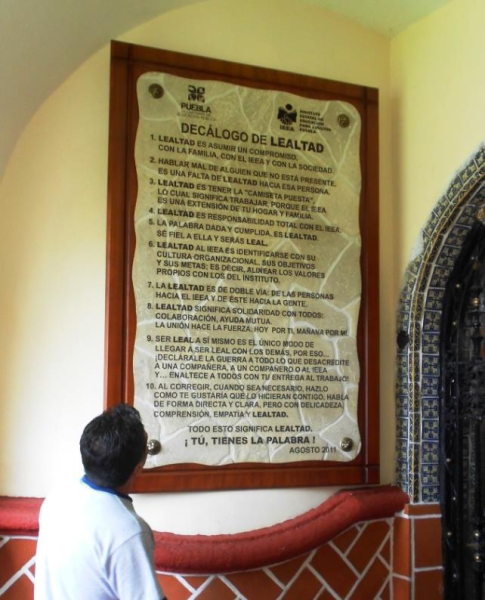 PUEBLA
IEEA
INSTITUTO
ESTATAL DE
EDUCACIÓN
PARA ADULTOS
PUEBLA
DECÁLOGO DE LEALTAD
1. LEALTAD ES ASUMIR UN COMPROMISO,
CON LA FAMILIA, CON EL IEEA Y CON LA SOCIEDAD.
2. HABLAR MAL DE ALGUIEN QUE NO ESTÁ PRESENTE,
ES UNA FALTA DE LEALTAD HACIA ESA PERSONA.
3. LEALTAD ES TENER LA "CAMISETA PUESTA",
LO CUAL SIGNIFICA TRABAJAR, PORQUE EL IEEA
ES UNA EXTENSIÓN DE TU HOGAR Y FAMILIA.
4. LEALTAD ES RESPONSABILIDAD TOTAL CON EL IEEA.
5. LA PALABRA DADA Y CUMPLIDA, ES LEALTAD.
SÉ FIEL A ELLA Y SERÁS LEAL.
6. LEALTAD AL IEEA ES IDENTIFICARSE CON SU
CULTURA ORGANIZACIONAL, SUS OBJETIVOS
Y SUS METAS; ES DECIR, ALINEAR LOS VALORES
PROPIOS CON LOS DEL INSTITUTO.
7. LA LEALTAD ES DE DOBLE VÍA: DE LAS PERSONAS
HACIA EL IEEA Y DE ÉSTE HACIA LA GENTE.
8. LEALTAD SIGNIFICA SOLIDARIDAD CON TODOS:
COLABORACIÓN, AYUDA MUTUA.
LA UNIÓN HACE LA FUERZA; HOY POR TI, MAÑANA POR MÍ.
9. SER LEAL A SÍ MISMO ES EL ÚNICO MODO DE
LLEGAR A SER LEAL CON LOS DEMÁS, POR ESO...
¡DECLÁRALE LA GUERRA A TODO LO QUE DESACREDITE
A UNA COMPAÑERA, A UN COMPAÑERO O AL IEEA
Y... ENALTECE A TODOS CON TU ENTREGA AL TRABAJO!
10. AL CORREGIR, CUANDO SEA NECESARIO, HAZLO
COMO TE GUSTARÍA QUE LO HICIERAN CONTIGO, HABLA
DE FORMA DIRECTA Y CLARA, PERO CON DELICADEZA,
COMPRENSIÓN, EMPATÍA Y LEALTAD.
TODO ESTO SIGNIFICA LEALTAD.
¡TÚ, TIENES LA PALABRA!
AGOSTO 2011